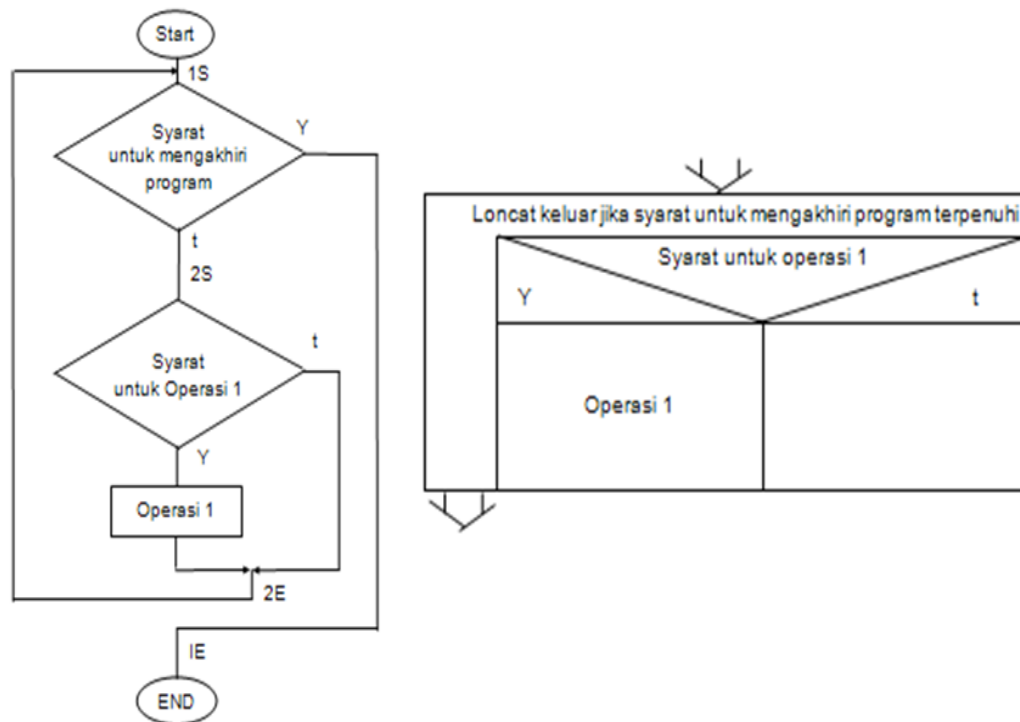 Start
1S
Syarat
untuk mengakhiri
program
Y
t
2S
Syarat
untuk Operasi 1
t
Y
Operasi 1
2E
IE
END
Loncat keluar jika syarat untuk mengakhiri program terpenuhi
Syarat untuk operasi 1
Y
t
Operasi 1